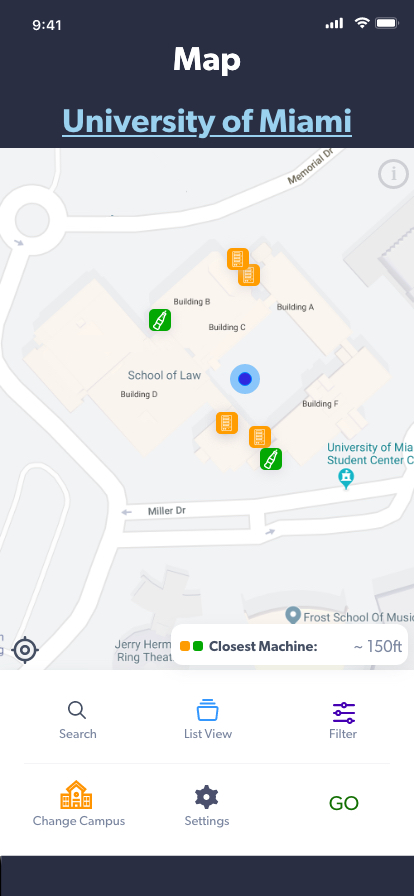 9:41
Map
University of Miami
Memorial Dr
Building B
Building A
Building C
School of Law
Building D
Building F
University of Mia
Student Center C
Miller Dr
Frost School Of Music
Jerry Herm
Ring Theat
Closest Machine: ~ 150ft
Search
List View
Filter
Change Campus
Settings
GO